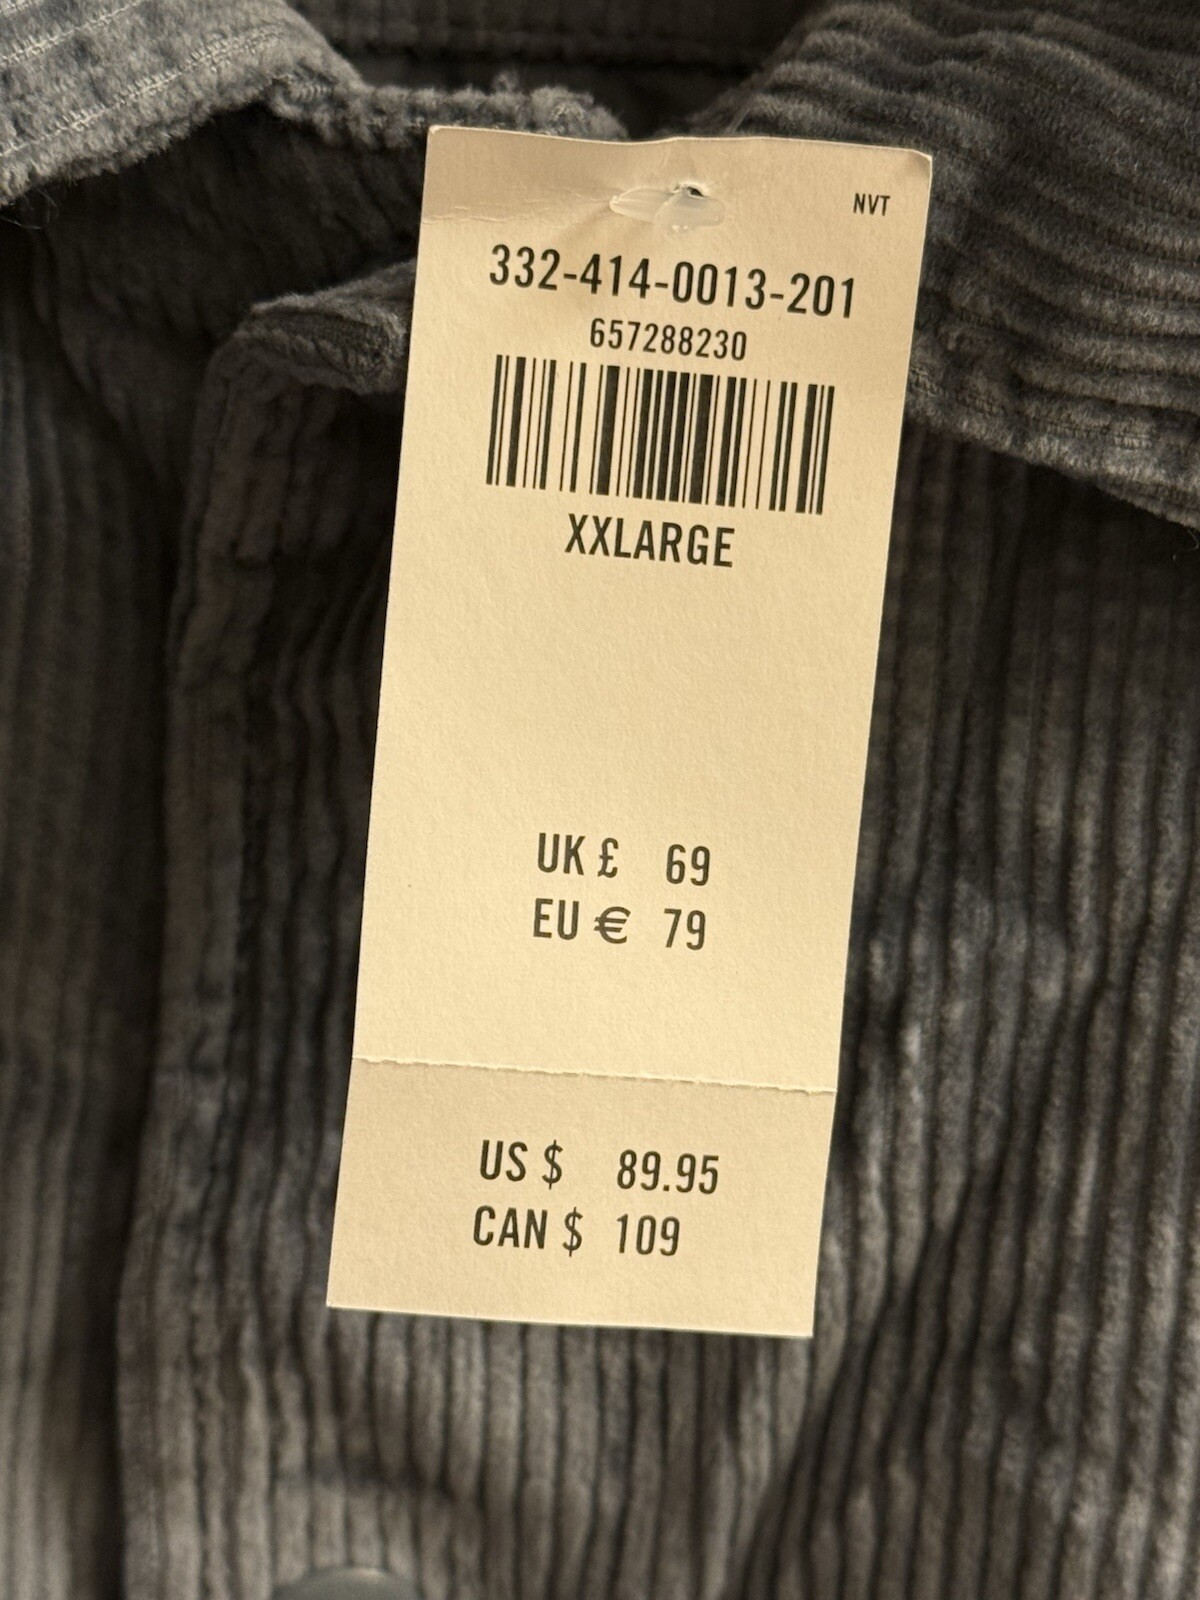 NVT
332-414-0013-201
657288230
XXLARGE
UK £ 69
EU € 79
US $ 89.95
CAN $ 109